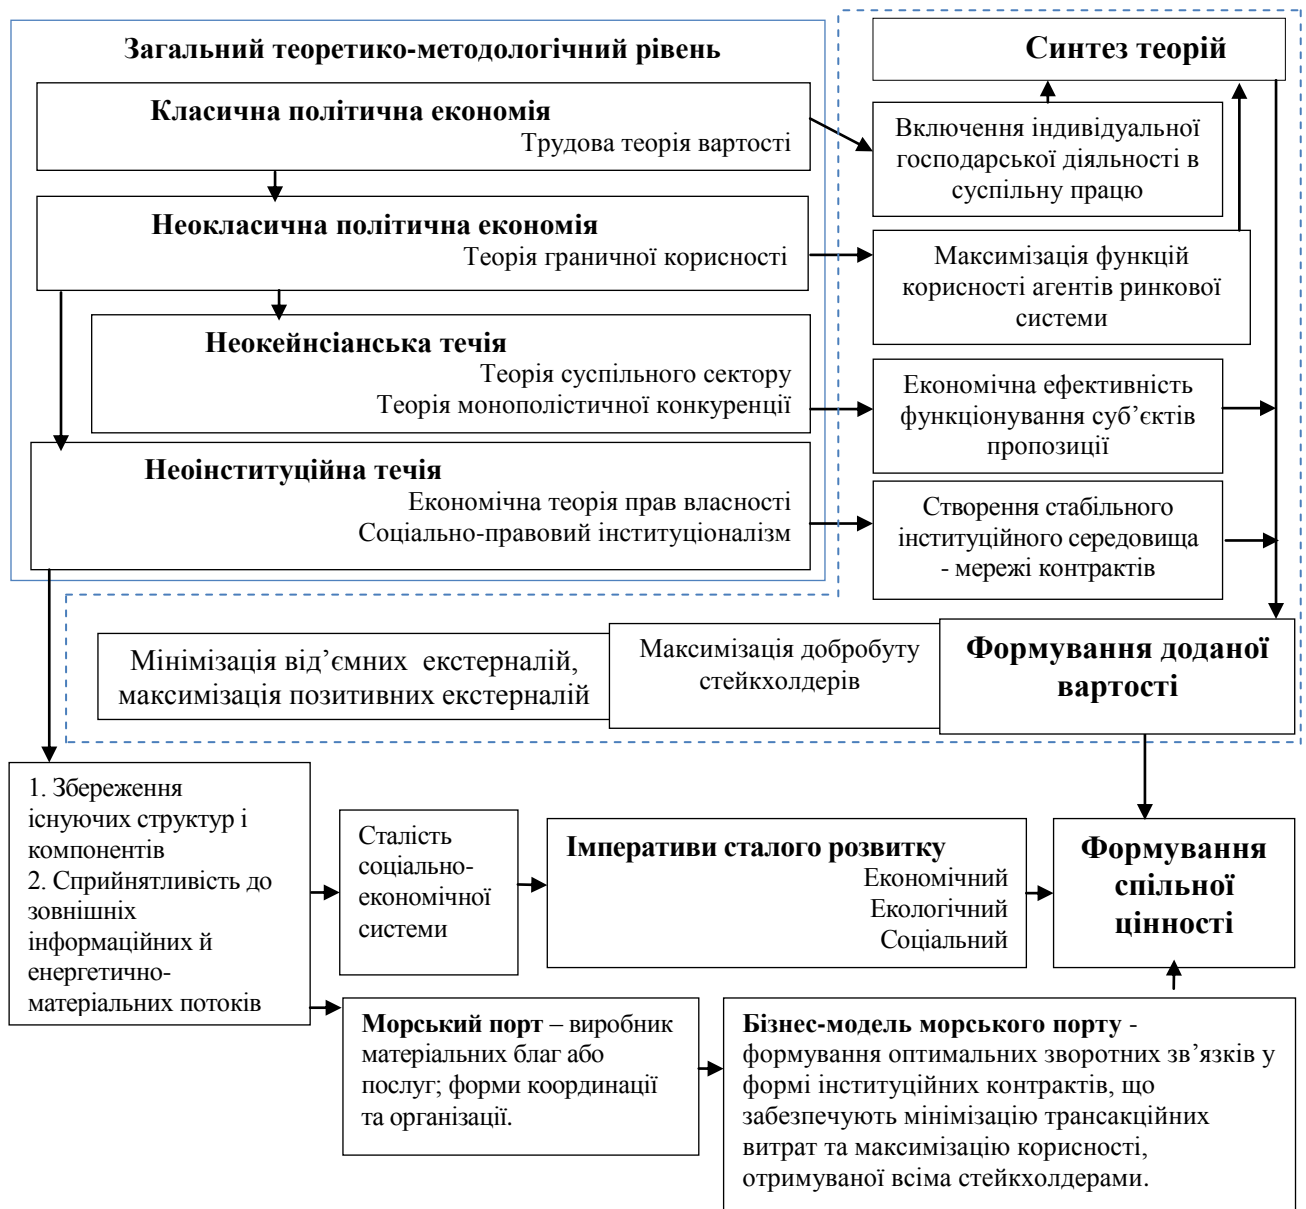 Загальний теоретико-методологічний рівень
Класична політична економія
Трудова теорія вартості
Неокласична політична економія
Теорія граничної корисності
Неокейнсіанська течія
Теорія суспільного сектору
Теорія монополістичної конкуренції
Неоінституційна течія
Економічна теорія прав власності
Соціально-правовий інституціоналізм
Синтез теорій
Включення індивідуальної
господарської діяльності в
суспільну працю
Максимізація функцій
корисності агентів ринкової
системи
Економічна ефективність
функціонування суб’єктів
пропозиції
Створення стабільного
інституційного середовища
- мережі контрактів
Мінімізація від’ємних екстерналій,
максимізація позитивних екстерналій
Максимізація добробуту
стейкхолдерів
Формування доданої
вартості
1. Збереження
існуючих структур і
компонентів
2. Сприйнятливість до
зовнішніх
інформаційних й
енергетично-
матеріальних потоків
Сталість
соціально-
економічної
системи
Імперативи сталого розвитку
Економічний
Екологічний
Соціальний
Формування
спільної
цінності
Морський порт – виробник
матеріальних благ або
послуг; форми координації
та організації.
Бізнес-модель морського порту -
формування оптимальних зворотних зв’язків у
формі інституційних контрактів, що
забезпечують мінімізацію трансакційних
витрат та максимізацію корисності,
отримуваної всіма стейкхолдерами.